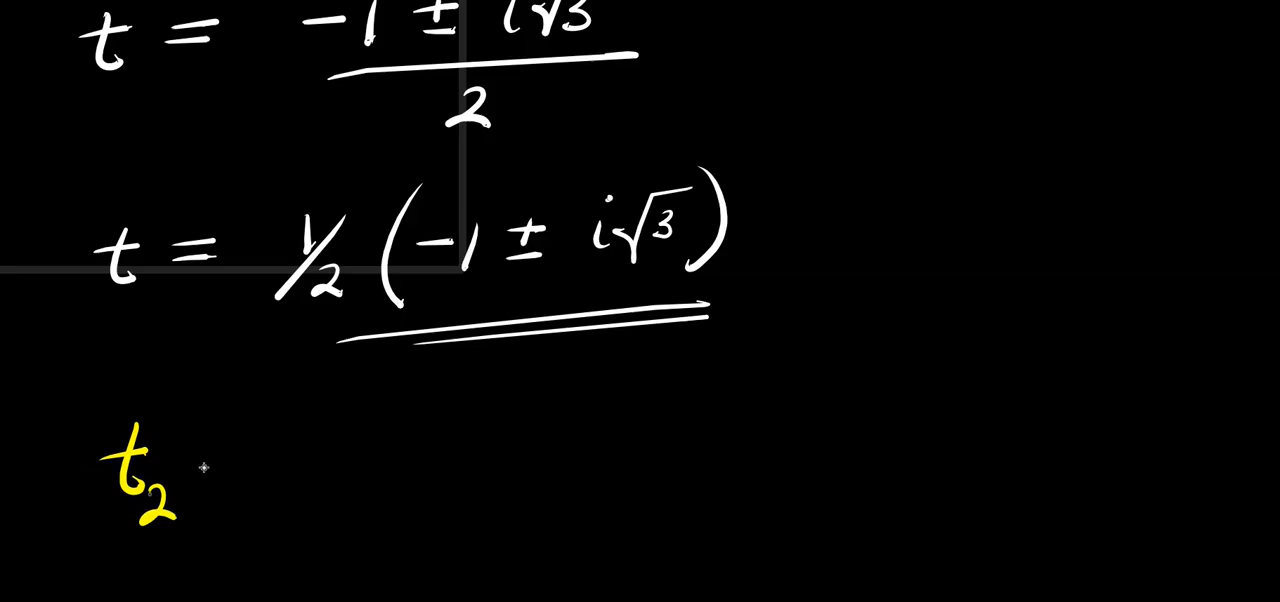 t = -1 ± i√3
2
t = 1/2 (-1 ± i√3)
t₂